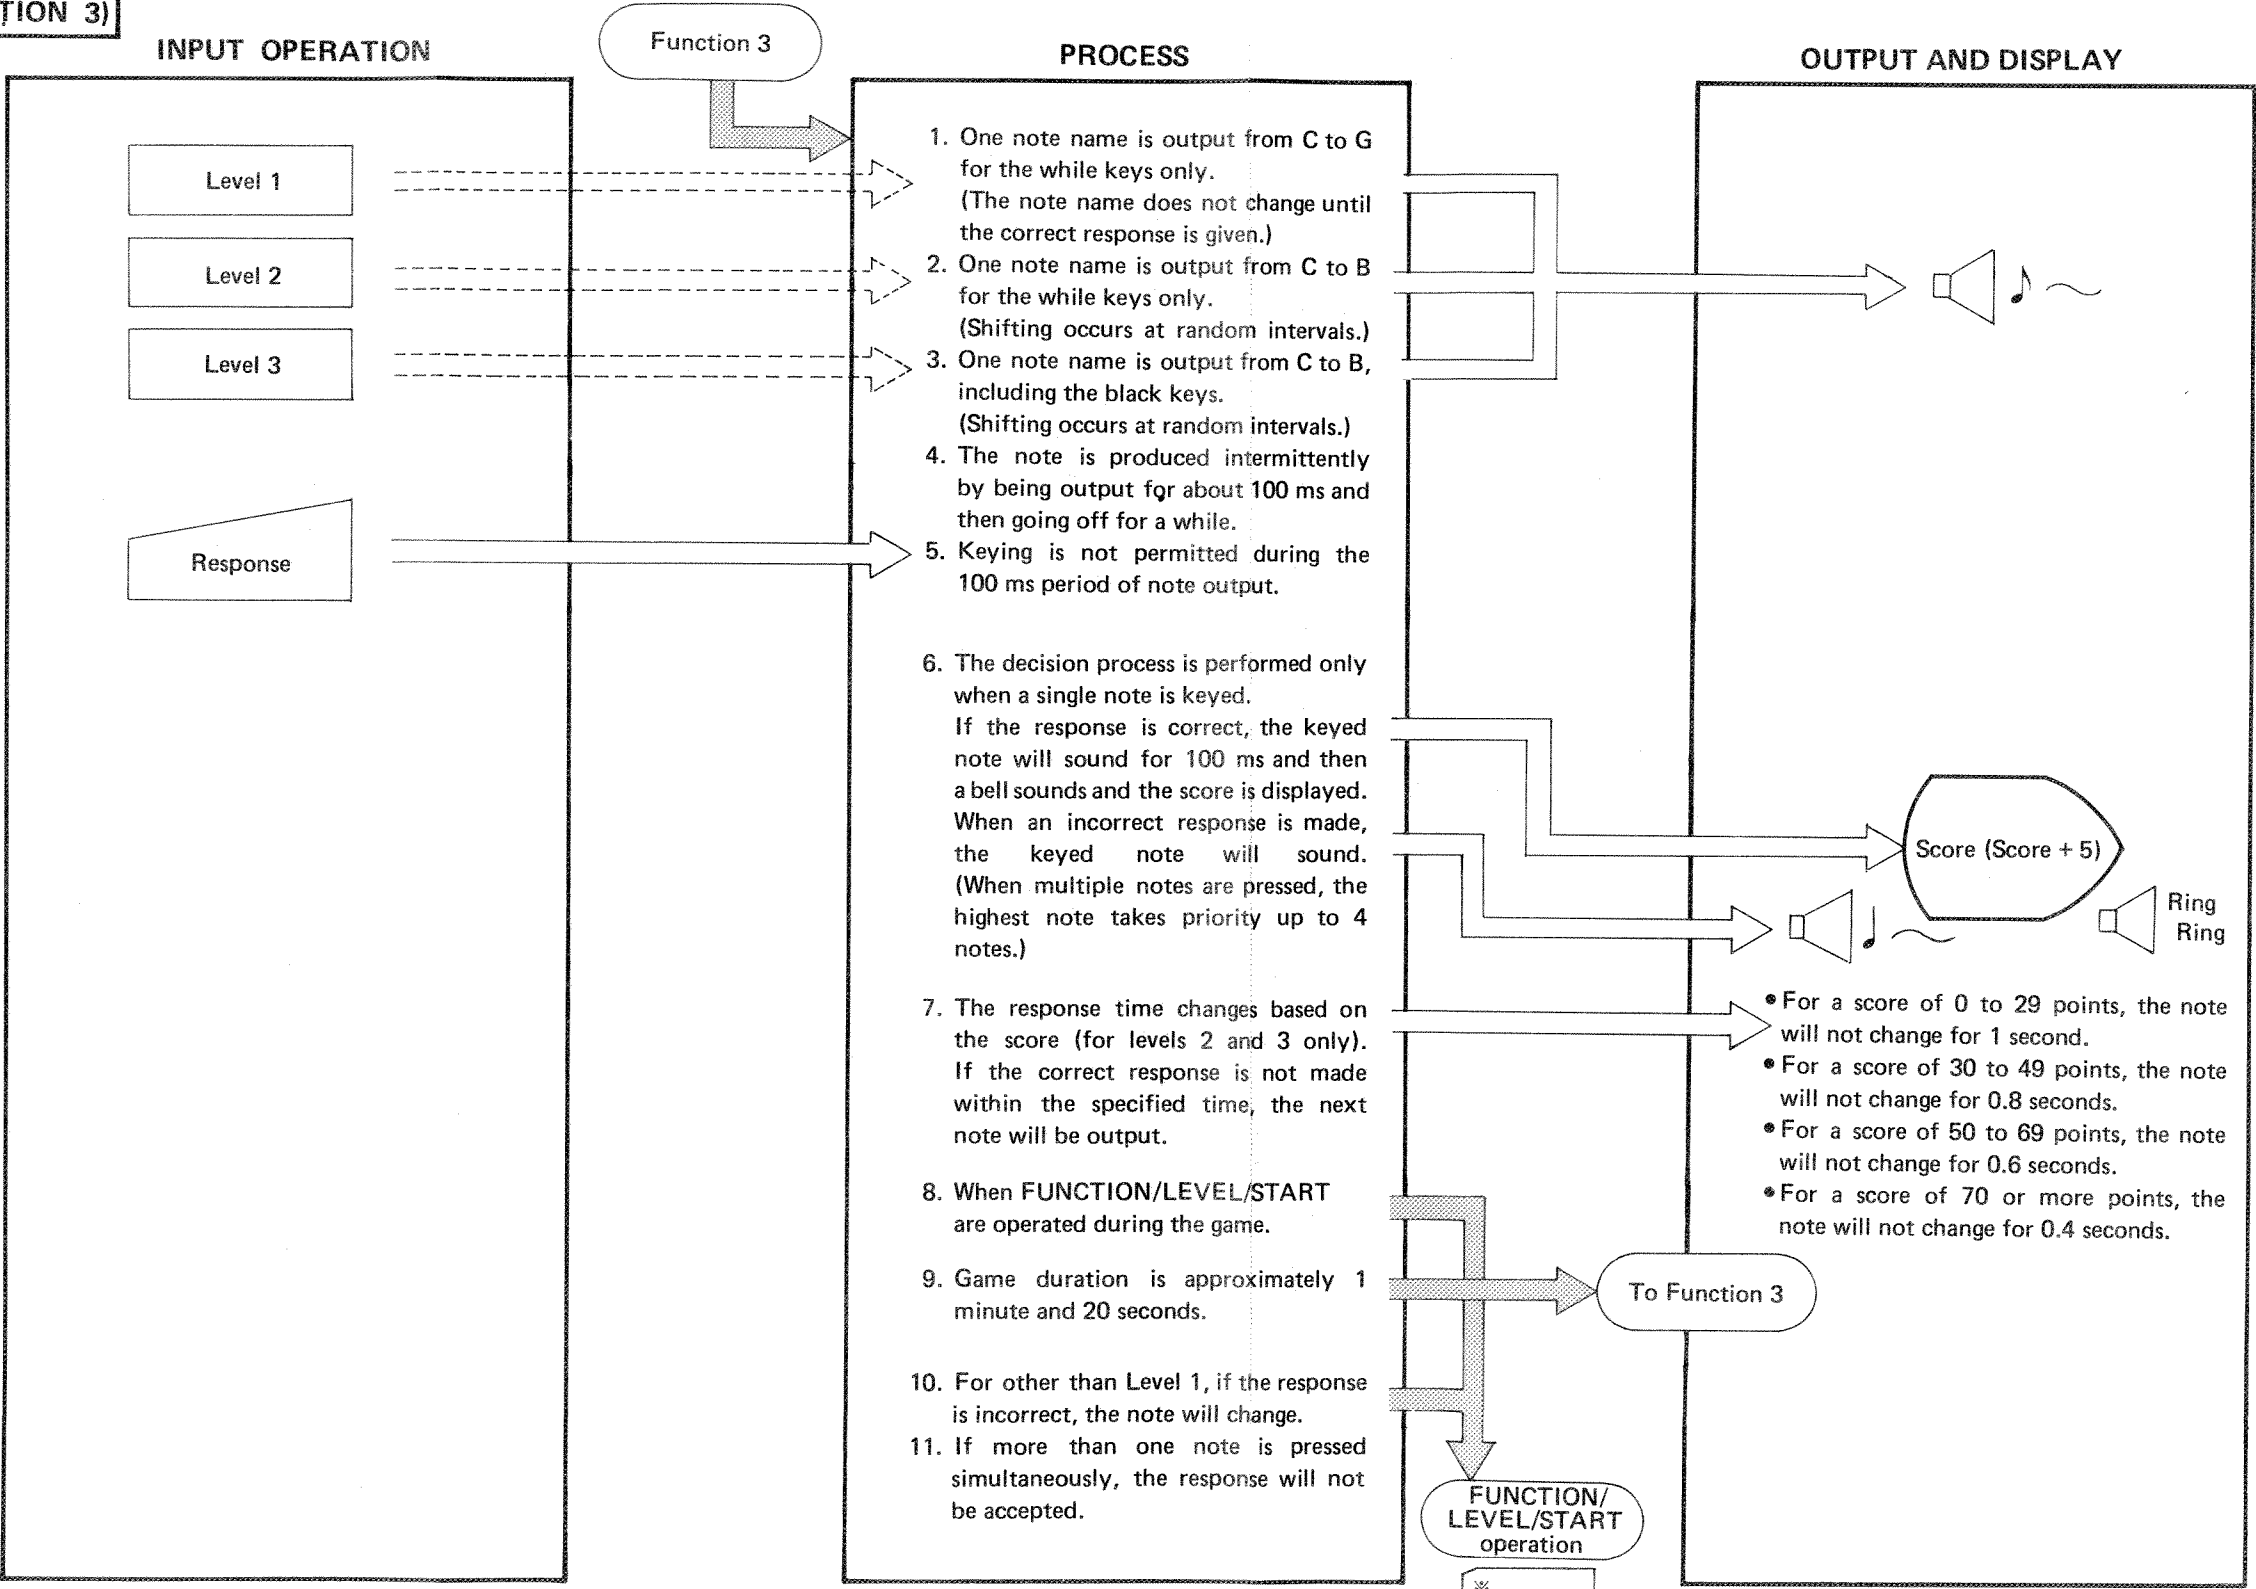 TION 3)
INPUT OPERATION
Function 3
PROCESS
OUTPUT AND DISPLAY
Level 1
Level 2
Level 3
Response
1. One note name is output from C to G
for the while keys only.
(The note name does not change until
the correct response is given.)
2. One note name is output from C to B
for the while keys only.
(Shifting occurs at random intervals.)
3. One note name is output from C to B,
including the black keys.
(Shifting occurs at random intervals.)
4. The note is produced intermittently
by being output for about 100 ms and
then going off for a while.
5. Keying is not permitted during the
100 ms period of note output.
6. The decision process is performed only
when a single note is keyed.
If the response is correct, the keyed
note will sound for 100 ms and then
a bell sounds and the score is displayed.
When an incorrect response is made,
the keyed note will sound.
(When multiple notes are pressed, the
highest note takes priority up to 4
notes.)
7. The response time changes based on
the score (for levels 2 and 3 only).
If the correct response is not made
within the specified time, the next
note will be output.
8. When FUNCTION/LEVEL/START
are operated during the game.
9. Game duration is approximately 1
minute and 20 seconds.
10. For other than Level 1, if the response
is incorrect, the note will change.
11. If more than one note is pressed
simultaneously, the response will not
be accepted.
Score (Score + 5)
Ring
Ring
• For a score of 0 to 29 points, the note
will not change for 1 second.
• For a score of 30 to 49 points, the note
will not change for 0.8 seconds.
• For a score of 50 to 69 points, the note
will not change for 0.6 seconds.
• For a score of 70 or more points, the
note will not change for 0.4 seconds.
To Function 3
FUNCTION/
LEVEL/START
operation
※